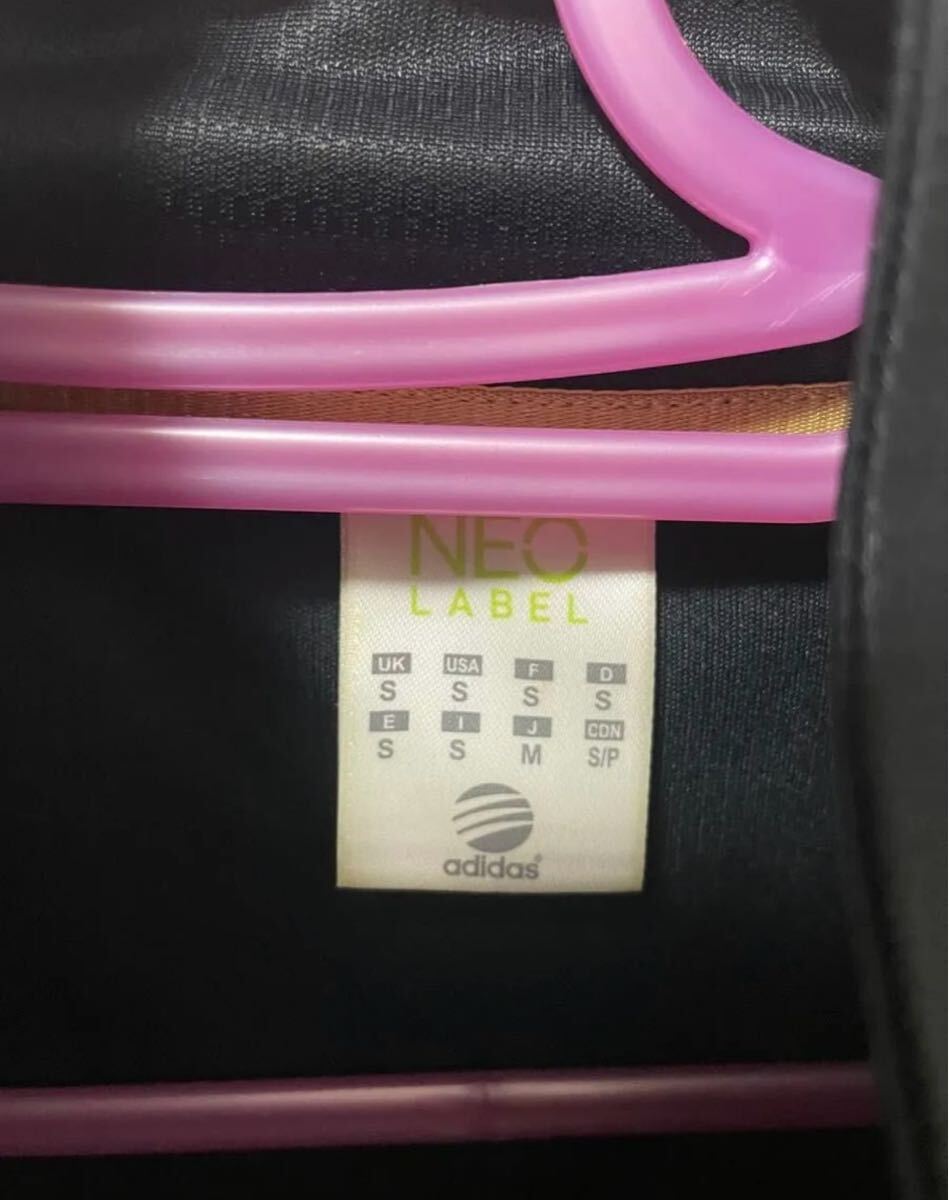 NEO
LABEL
UK USA F D
S S S S
E I J CDN
S S M S/P
adidas